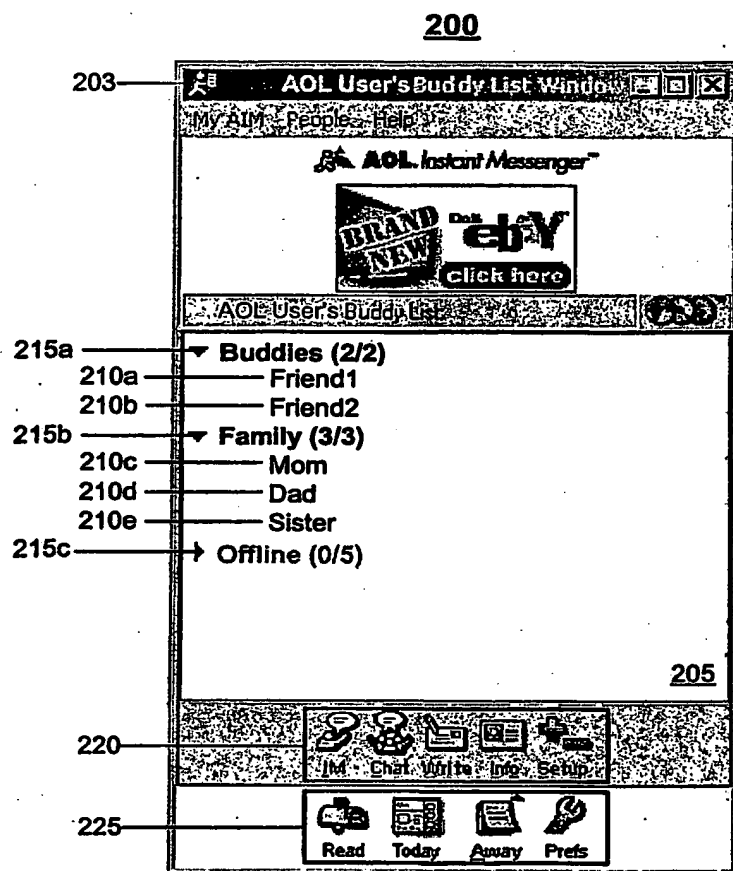 200
203 AOL User's Buddy List Window
My AIM People Help
AOL Instant Messenger™
BRAND NEW
ebY
click here
AOL User's Buddy List
215a Buddies (2/2)
210a Friend1
210b Friend2
215b Family (3/3)
210c Mom
210d Dad
210e Sister
215c Offline (0/5)
205
220 IM Chat Write Info Setup
225 Read Today Away Prefs